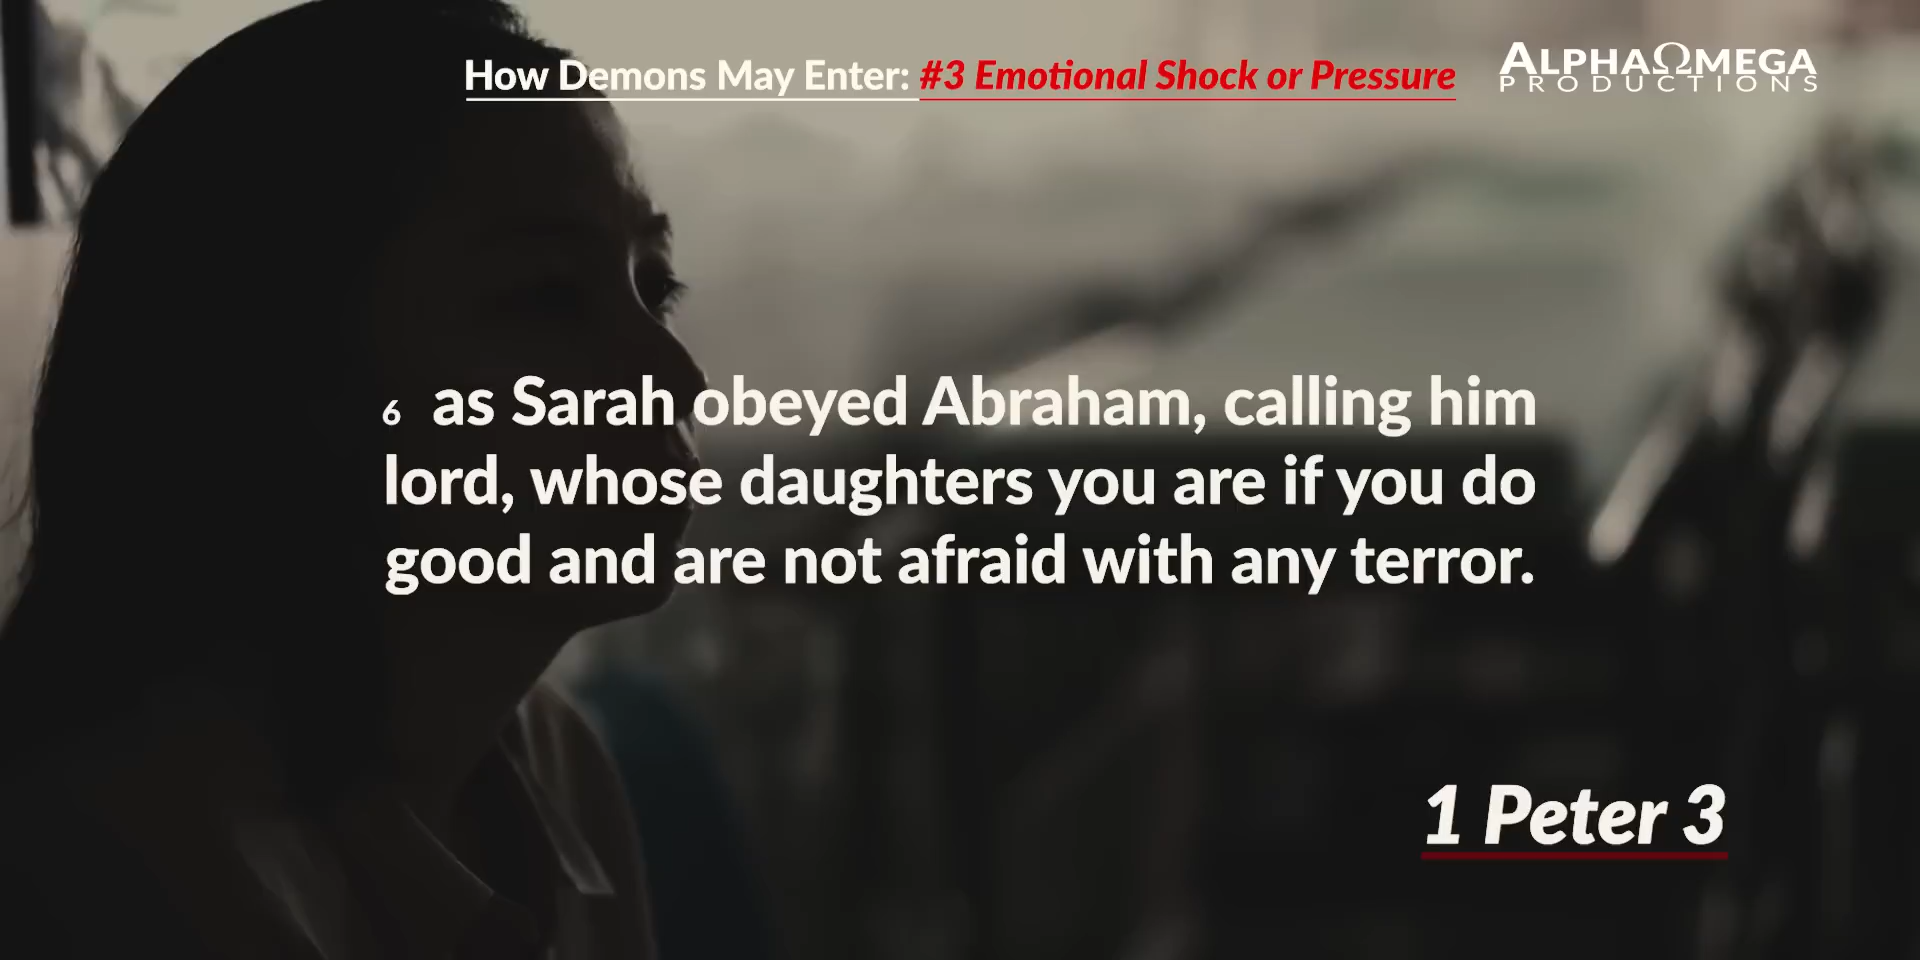 How Demons May Enter: #3 Emotional Shock or Pressure
ALPHAΩMEGA
PRODUCTIONS
6 as Sarah obeyed Abraham, calling him
lord, whose daughters you are if you do
good and are not afraid with any terror.
1 Peter 3